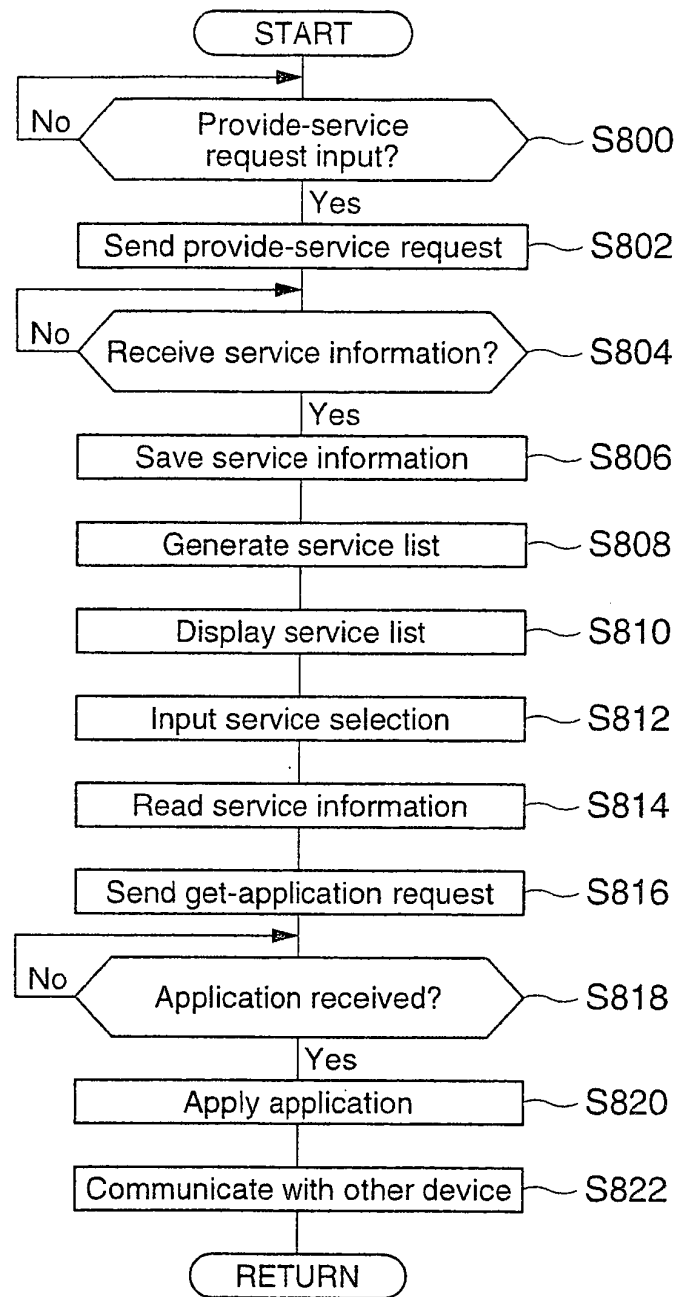 START
No
Provide-service
request input?
S800
Yes
Send provide-service request
S802
No
Receive service information?
S804
Yes
Save service information
S806
Generate service list
S808
Display service list
S810
Input service selection
S812
Read service information
S814
Send get-application request
S816
No
Application received?
S818
Yes
Apply application
S820
Communicate with other device
S822
RETURN